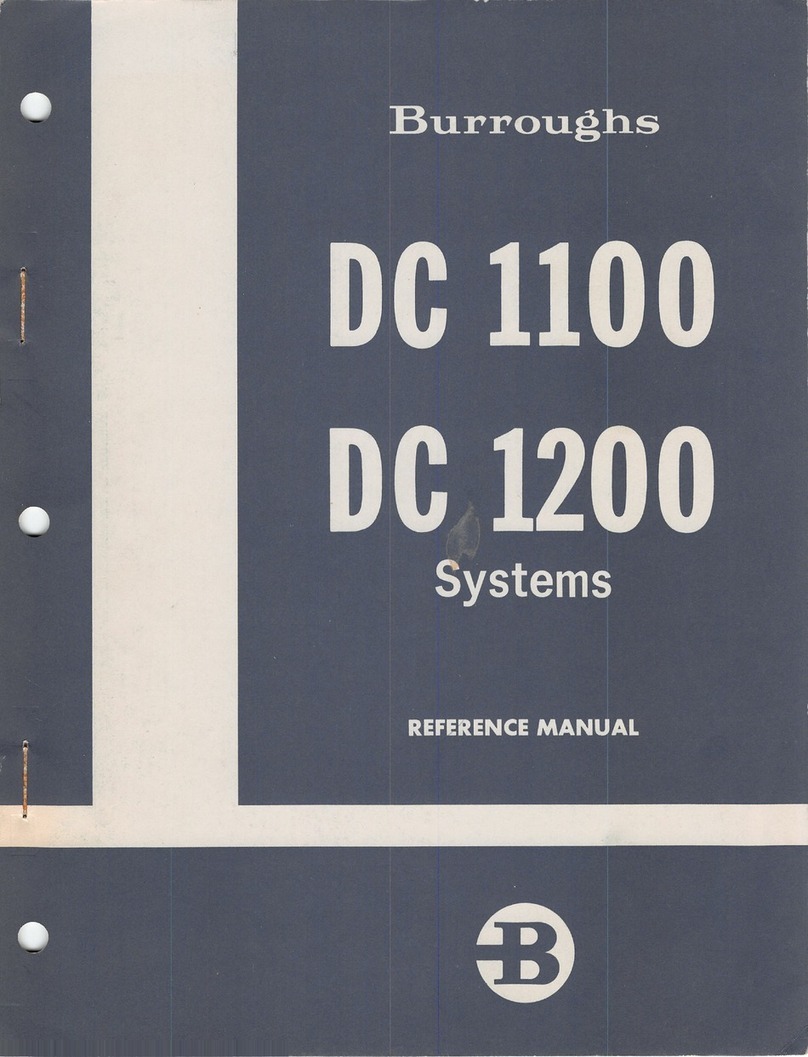 Burroughs
DC 1100
DC 1200
Systems
REFERENCE MANUAL
B